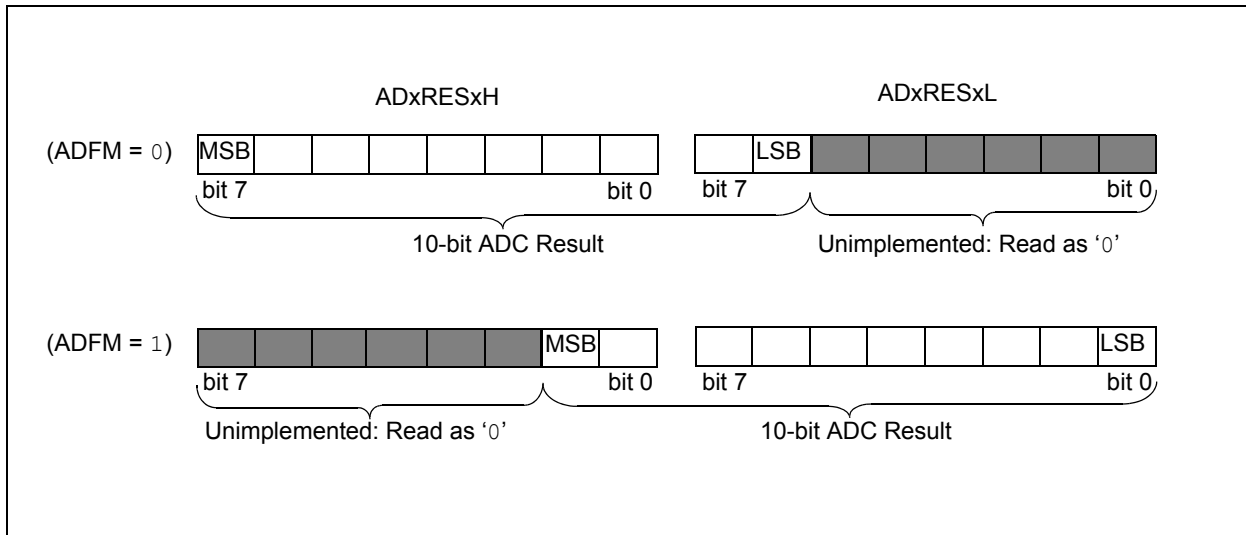 ADxRESxH ADxRESxL
(ADFM = 0) MSB LSB
bit 7 bit 0 bit 7 bit 0
10-bit ADC Result Unimplemented: Read as ‘0’
(ADFM = 1) MSB LSB
bit 7 bit 0 bit 7 bit 0
Unimplemented: Read as ‘0’ 10-bit ADC Result